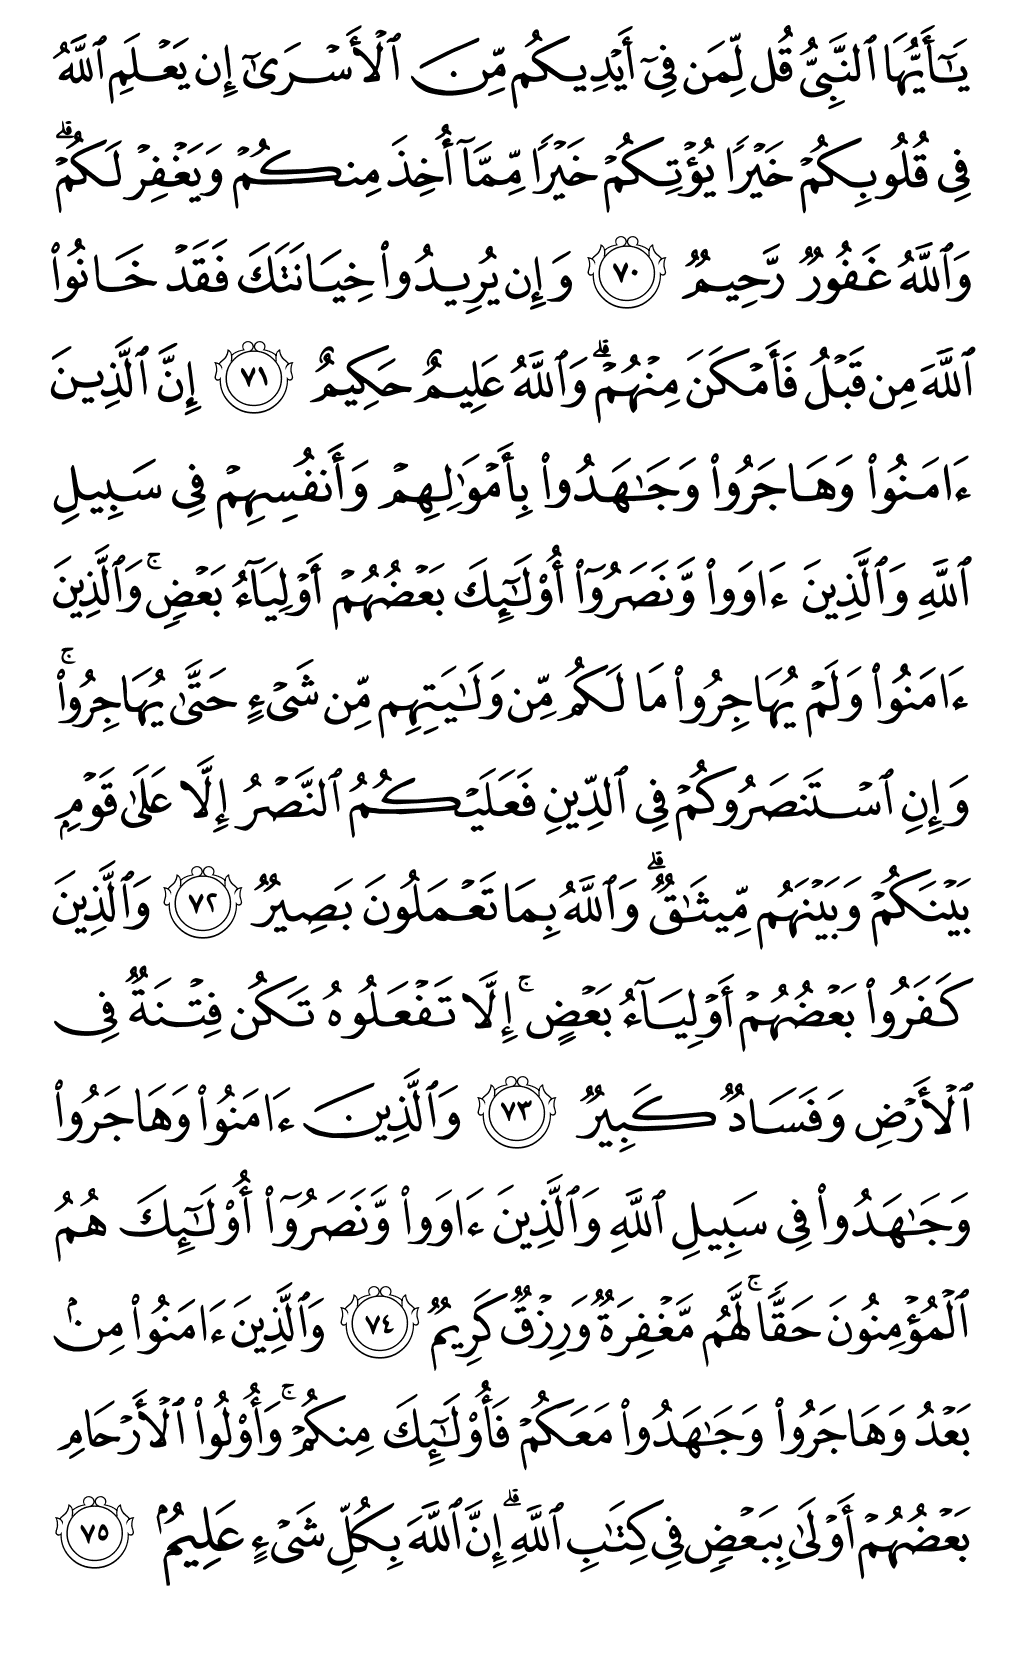 يَـٰٓأَيُّهَا ٱلنَّبِىُّ قُل لِّمَن فِىٓ أَيْدِيكُم مِّنَ ٱلْأَسْرَىٰٓ إِن يَعْلَمِ ٱللَّهُ
فِى قُلُوبِكُمْ خَيْرًا يُؤْتِكُمْ خَيْرًا مِّمَّآ أُخِذَ مِنكُمْ وَيَغْفِرْ لَكُمْ ۗ
وَٱللَّهُ غَفُورٌ رَّحِيمٌ ٧٠ وَإِن يُرِيدُوا۟ خِيَانَتَكَ فَقَدْ خَانُوا۟
ٱللَّهَ مِن قَبْلُ فَأَمْكَنَ مِنْهُمْ ۗ وَٱللَّهُ عَلِيمٌ حَكِيمٌ ٧١ إِنَّ ٱلَّذِينَ
ءَامَنُوا۟ وَهَاجَرُوا۟ وَجَـٰهَدُوا۟ بِأَمْوَٰلِهِمْ وَأَنفُسِهِمْ فِى سَبِيلِ
ٱللَّهِ وَٱلَّذِينَ ءَاوَوا۟ وَّنَصَرُوٓا۟ أُو۟لَـٰٓئِكَ بَعْضُهُمْ أَوْلِيَآءُ بَعْضٍ ۚ وَٱلَّذِينَ
ءَامَنُوا۟ وَلَمْ يُهَاجِرُوا۟ مَا لَكُم مِّن وَلَـٰيَتِهِم مِّن شَىْءٍ حَتَّىٰ يُهَاجِرُوا۟ ۚ
وَإِنِ ٱسْتَنصَرُوكُمْ فِى ٱلدِّينِ فَعَلَيْكُمُ ٱلنَّصْرُ إِلَّا عَلَىٰ قَوْمٍۭ
بَيْنَكُمْ وَبَيْنَهُم مِّيثَـٰقٌ ۗ وَٱللَّهُ بِمَا تَعْمَلُونَ بَصِيرٌ ٧٢ وَٱلَّذِينَ
كَفَرُوا۟ بَعْضُهُمْ أَوْلِيَآءُ بَعْضٍ ۚ إِلَّا تَفْعَلُوهُ تَكُن فِتْنَةٌ فِى
ٱلْأَرْضِ وَفَسَادٌ كَبِيرٌ ٧٣ وَٱلَّذِينَ ءَامَنُوا۟ وَهَاجَرُوا۟
وَجَـٰهَدُوا۟ فِى سَبِيلِ ٱللَّهِ وَٱلَّذِينَ ءَاوَوا۟ وَّنَصَرُوٓا۟ أُو۟لَـٰٓئِكَ هُمُ
ٱلْمُؤْمِنُونَ حَقًّا ۚ لَّهُم مَّغْفِرَةٌ وَرِزْقٌ كَرِيمٌ ٧٤ وَٱلَّذِينَ ءَامَنُوا۟ مِنۢ
بَعْدُ وَهَاجَرُوا۟ وَجَـٰهَدُوا۟ مَعَكُمْ فَأُو۟لَـٰٓئِكَ مِنكُمْ ۚ وَأُو۟لُوا۟ ٱلْأَرْحَامِ
بَعْضُهُمْ أَوْلَىٰ بِبَعْضٍ فِى كِتَـٰبِ ٱللَّهِ ۗ إِنَّ ٱللَّهَ بِكُلِّ شَىْءٍ عَلِيمٌۢ ٧٥